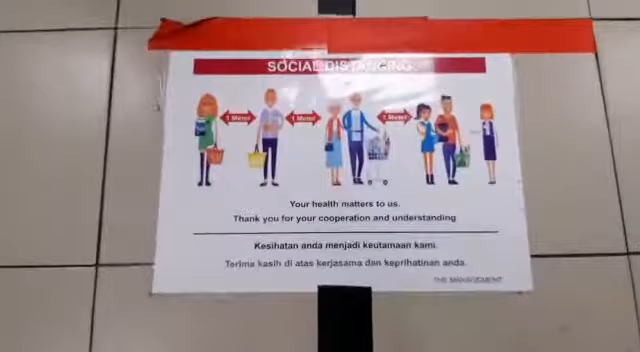 SOCIAL DISTANCING
1 Meter
1 Meter
1 Meter
Your health matters to us.
Thank you for your cooperation and understanding
Kesihatan anda menjadi keutamaan kami.
Terima kasih di atas kerjasama dan keprihatinan anda.
THE MANAGEMENT